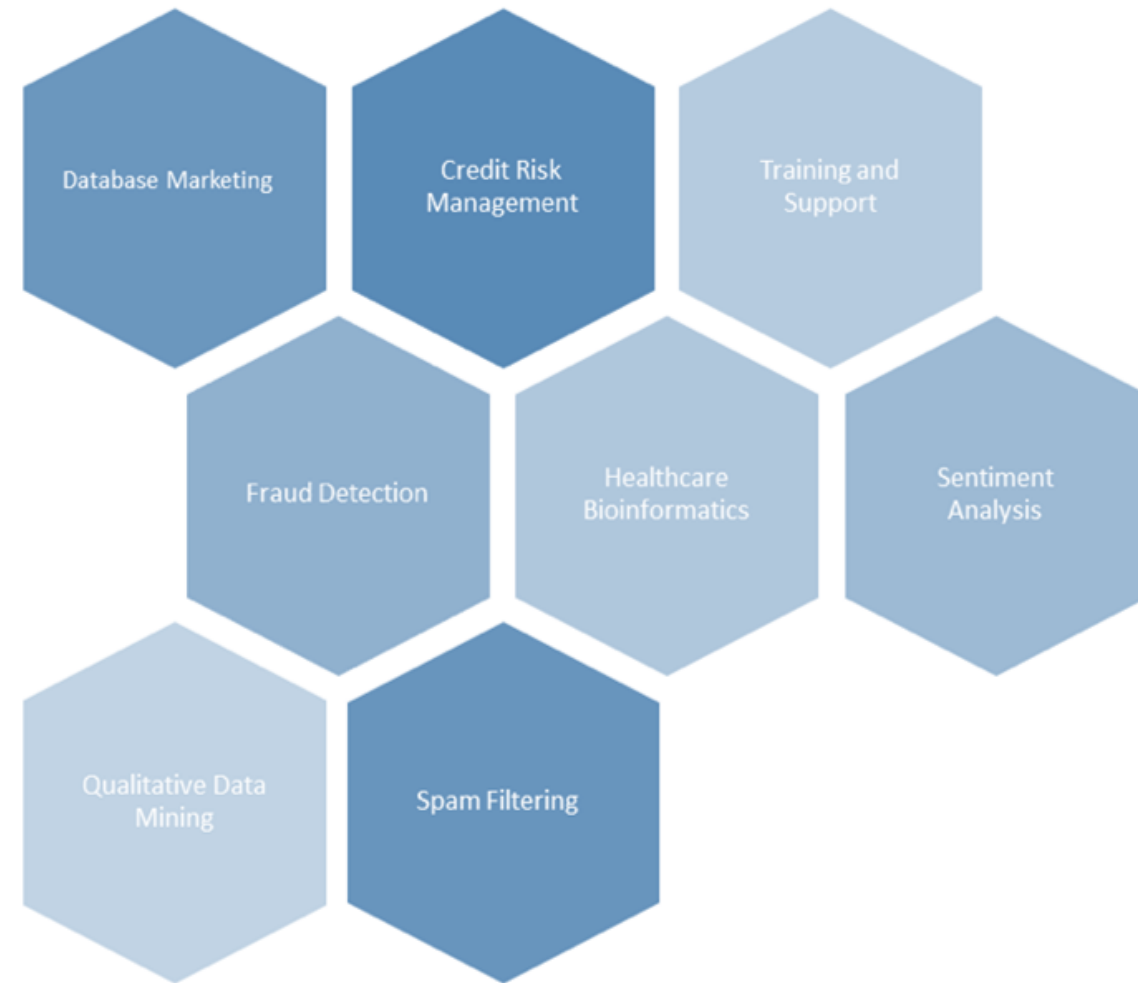 Database Marketing
Credit Risk
Management
Training and
Support
Fraud Detection
Healthcare
Bioinformatics
Sentiment
Analysis
Qualitative Data
Mining
Spam Filtering